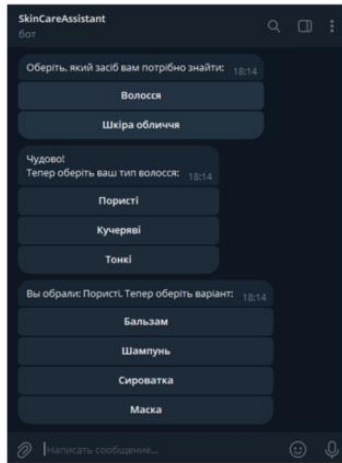 SkinCareAssistant
бот
Оберіть, який засіб вам потрібно знайти: 18:14
Волосся
Шкіра обличчя
Чудово!
Тепер оберіть ваш тип волосся: 18:14
Пористі
Кучеряві
Тонкі
Вы обрали: Пористі. Тепер оберіть варіант: 18:14
Бальзам
Шампунь
Сироватка
Маска
Написать сообщение...